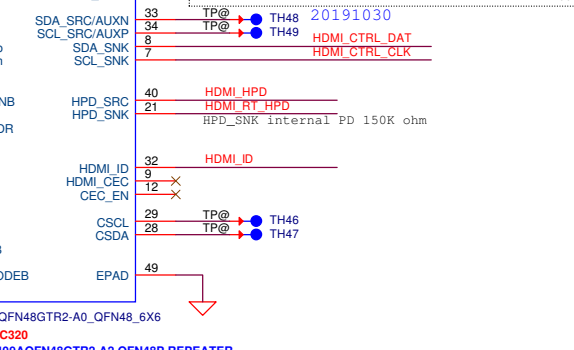 33 TP@ TH48 20191030
SDA_SRC/AUXN
34 TP@ TH49
SCL_SRC/AUXP
8 HDMI_CTRL_DAT
SDA_SNK
7 HDMI_CTRL_CLK
SCL_SNK
40 HDMI_HPD
NB HPD_SRC
21 HDMI_RT_HPD
HPD_SNK
HPD_SNK internal PD 150K ohm
OR
32 HDMI_ID
HDMI_ID
9
HDMI_CEC
12
CEC_EN
29 TP@ TH46
CSCL
28 TP@ TH47
CSDA
49
ODEB EPAD
QFN48GTR2-A0_QFN48_6X6
C320